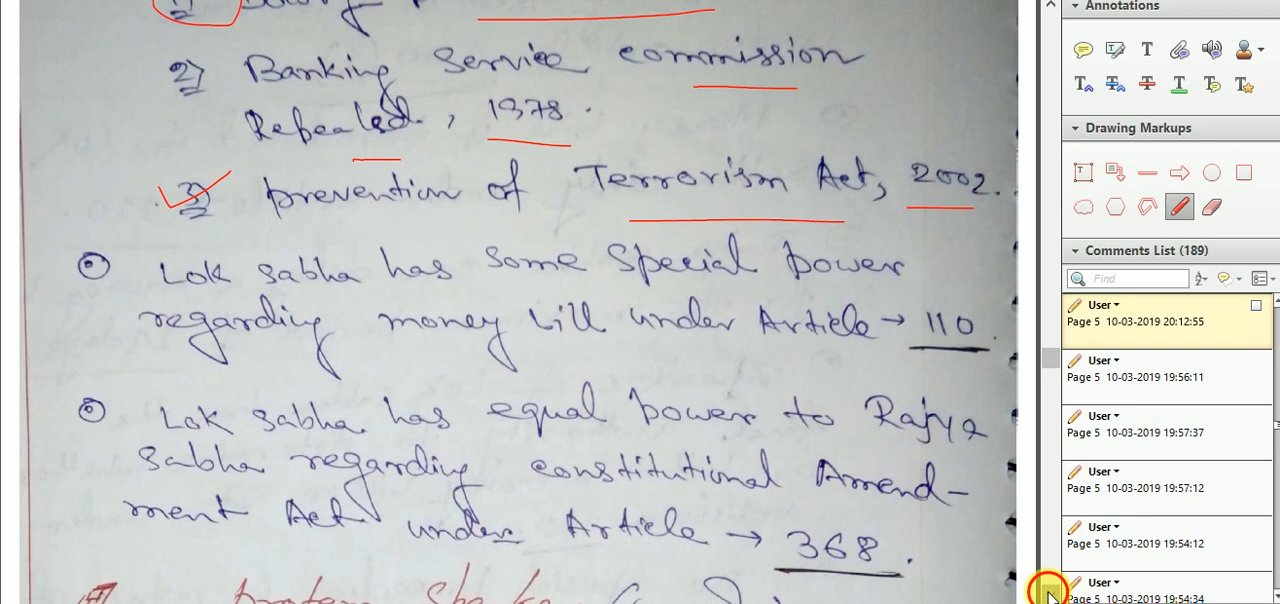 2) Banking Service commission
Repealed, 1978.
3) prevention of Terrorism Act, 2002.
Lok Sabha has some Special power
regarding money bill under Article → 110
Lok Sabha has equal power to Rajya
Sabha regarding constitutional Amend-
ment Act under Article → 368.
Annotations
Drawing Markups
Comments List (189)
Find
User
Page 5 10-03-2019 20:12:55
User
Page 5 10-03-2019 19:56:11
User
Page 5 10-03-2019 19:57:37
User
Page 5 10-03-2019 19:57:12
User
Page 5 10-03-2019 19:54:12
User
Page 5 10-03-2019 19:54:34